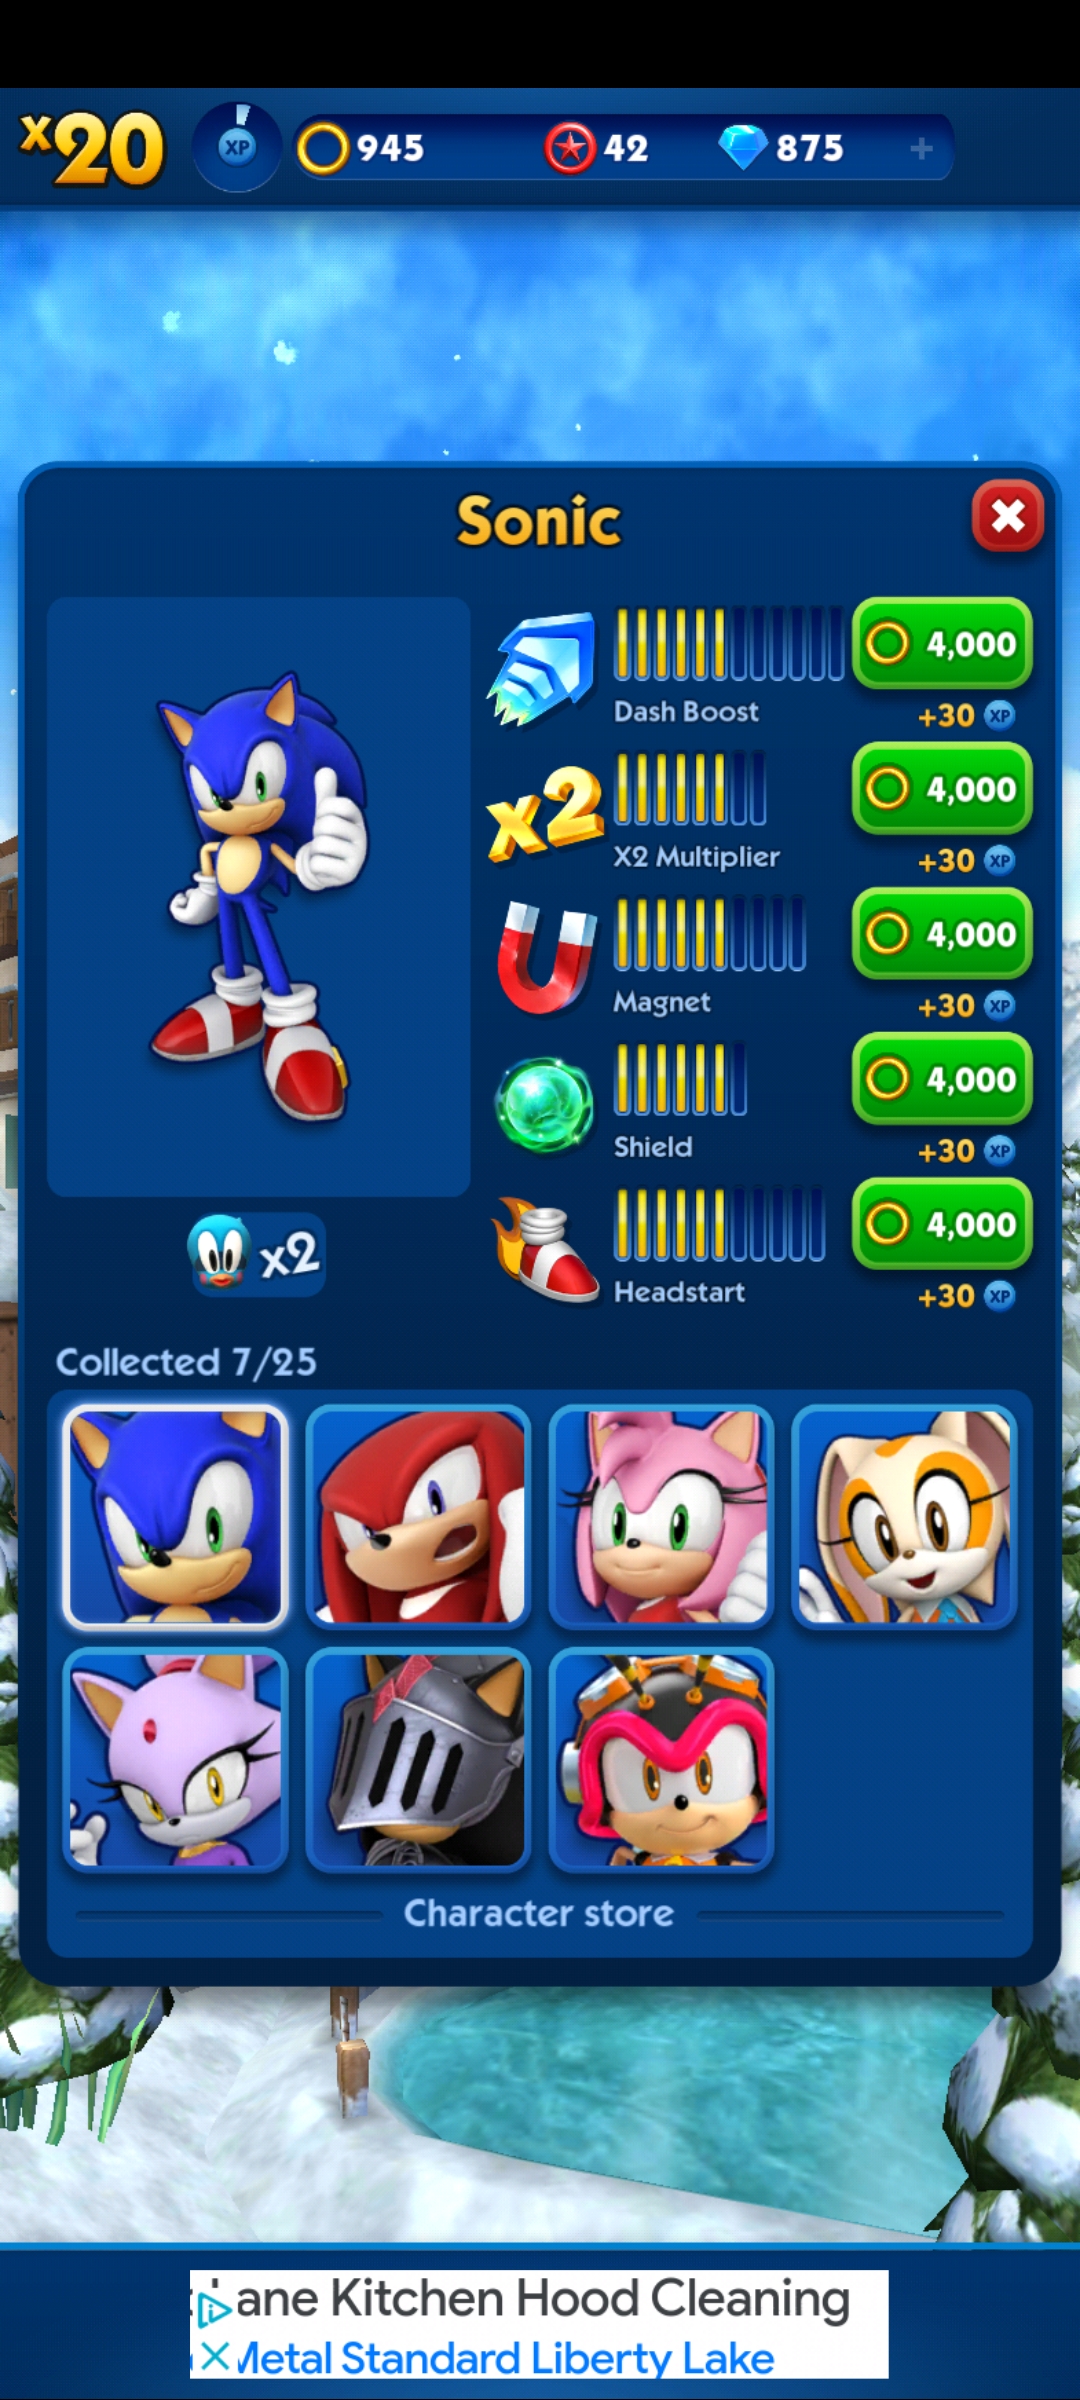 x20 XP 945 42 875 +
Sonic
4,000
Dash Boost
+30 XP
x2
4,000
X2 Multiplier
+30 XP
4,000
Magnet
+30 XP
4,000
Shield
+30 XP
4,000
Headstart
+30 XP
x2
Collected 7/25
Character store
ane Kitchen Hood Cleaning
Metal Standard Liberty Lake